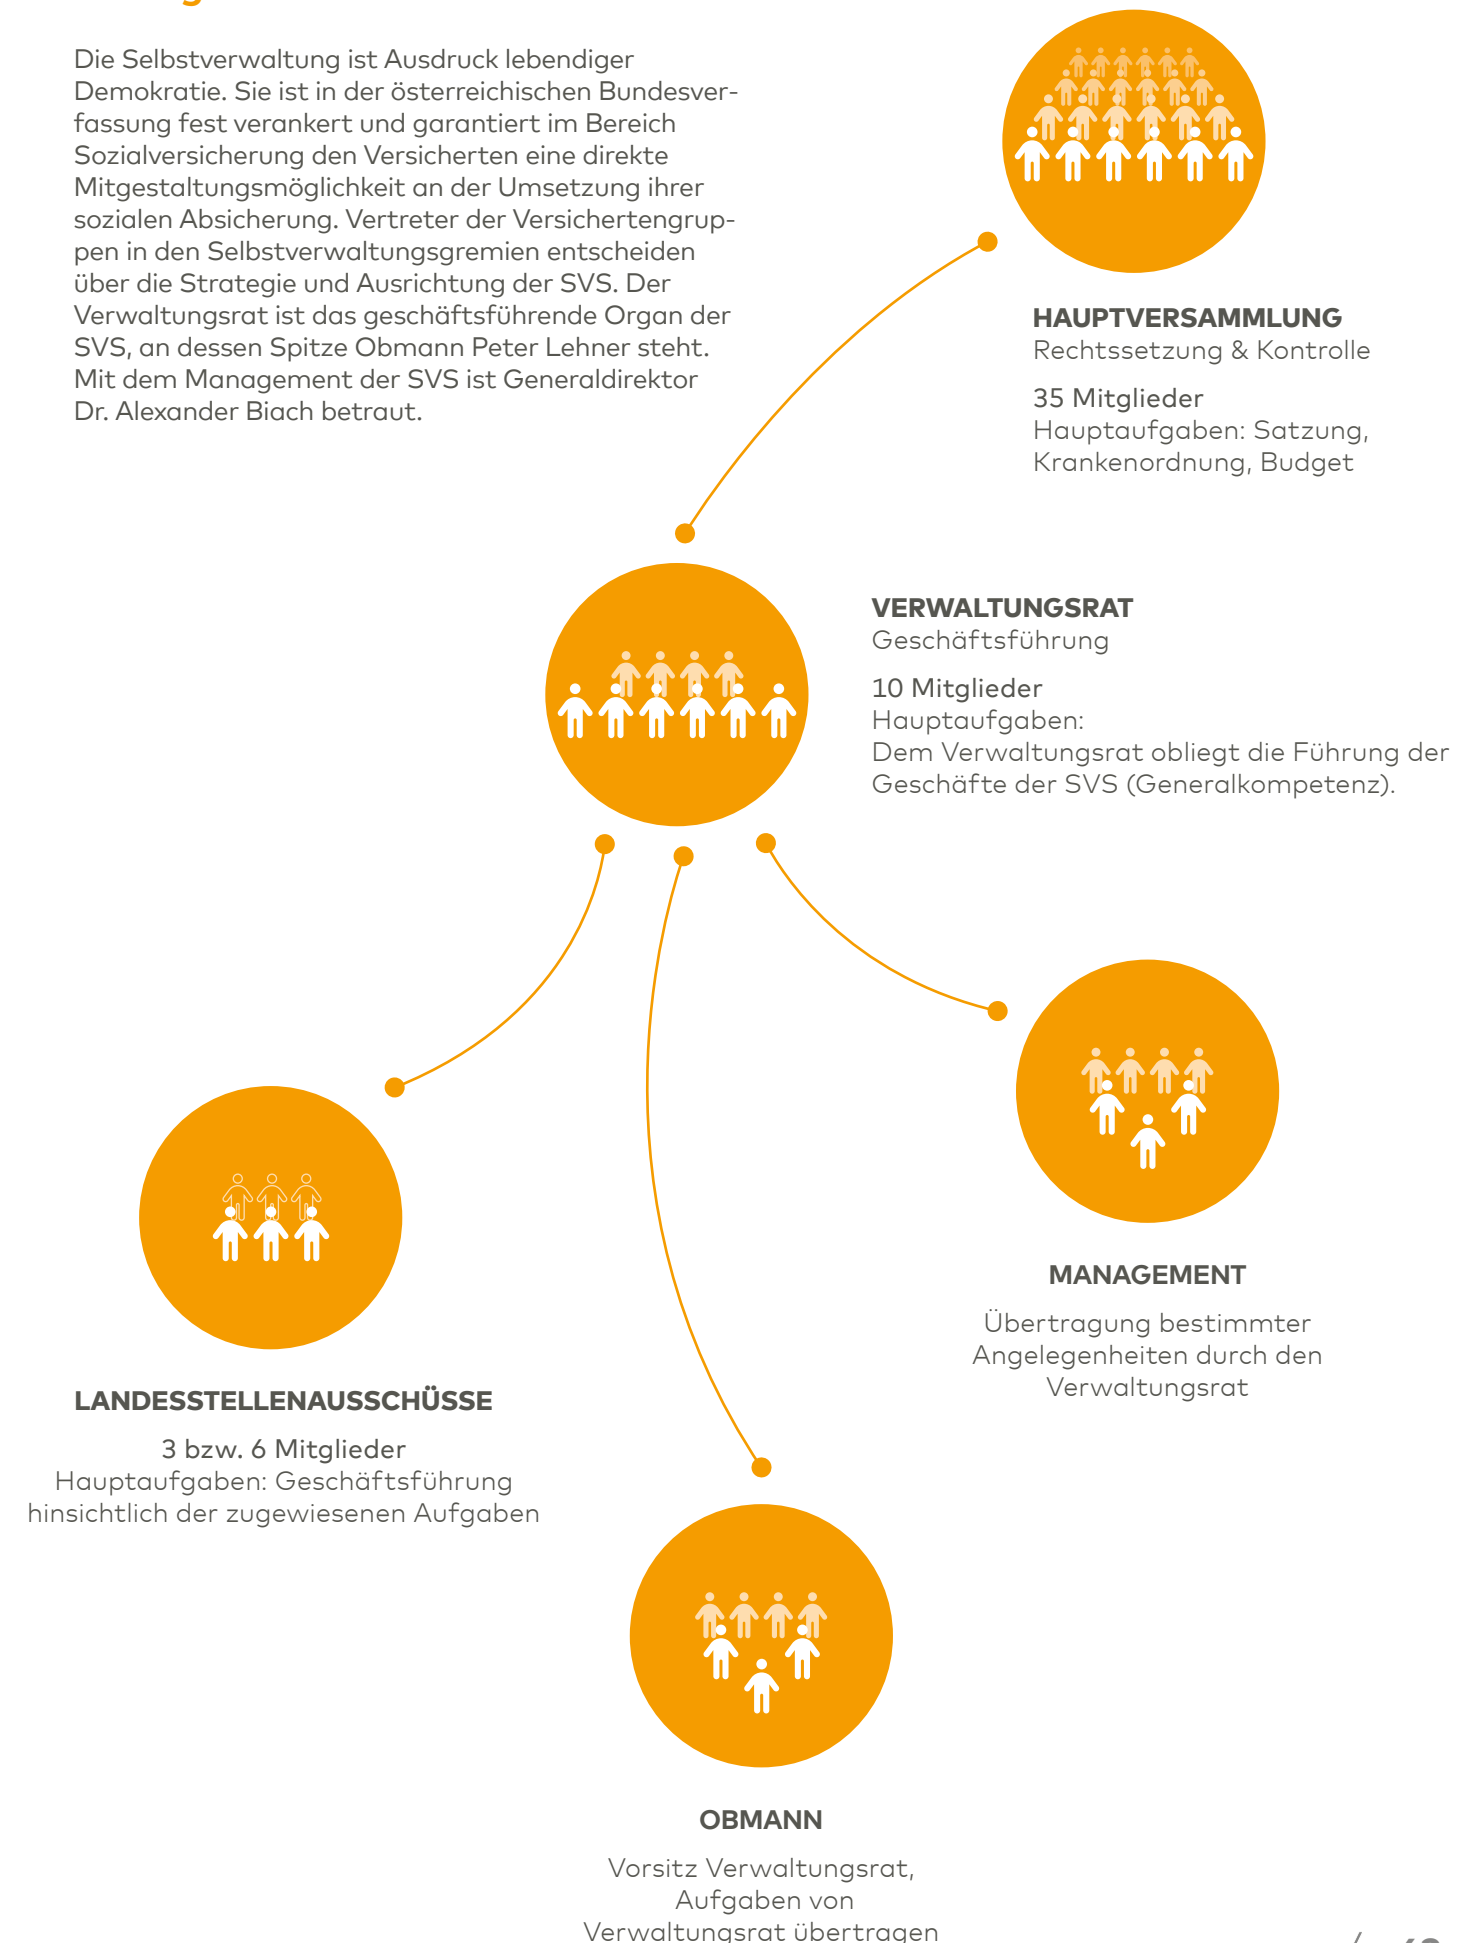 Die Selbstverwaltung ist Ausdruck lebendiger
Demokratie. Sie ist in der österreichischen Bundesver-
fassung fest verankert und garantiert im Bereich
Sozialversicherung den Versicherten eine direkte
Mitgestaltungsmöglichkeit an der Umsetzung ihrer
sozialen Absicherung. Vertreter der Versichertengrup-
pen in den Selbstverwaltungsgremien entscheiden
über die Strategie und Ausrichtung der SVS. Der
Verwaltungsrat ist das geschäftsführende Organ der
SVS, an dessen Spitze Obmann Peter Lehner steht.
Mit dem Management der SVS ist Generaldirektor
Dr. Alexander Biach betraut.
HAUPTVERSAMMLUNG
Rechtssetzung & Kontrolle
35 Mitglieder
Hauptaufgaben: Satzung,
Krankenordnung, Budget
VERWALTUNGSRAT
Geschäftsführung
10 Mitglieder
Hauptaufgaben:
Dem Verwaltungsrat obliegt die Führung der
Geschäfte der SVS (Generalkompetenz).
MANAGEMENT
Übertragung bestimmter
Angelegenheiten durch den
Verwaltungsrat
LANDESSTELLENAUSSCHÜSSE
3 bzw. 6 Mitglieder
Hauptaufgaben: Geschäftsführung
hinsichtlich der zugewiesenen Aufgaben
OBMANN
Vorsitz Verwaltungsrat,
Aufgaben von
Verwaltungsrat übertragen